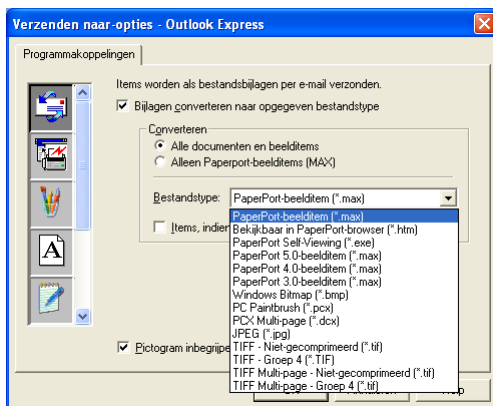 Verzenden naar-opties - Outlook Express
Programmakoppelingen
Items worden als bestandsbijlagen per e-mail verzonden.
Bijlagen converteren naar opgegeven bestandstype
Converteren
Alle documenten en beelditems
Alleen Paperport-beelditems (MAX)
Bestandstype: PaperPort-beelditem (*.max)
PaperPort-beelditem (*.max)
Bekijkbaar in PaperPort-browser (*.htm)
Items, indien
PaperPort Self-Viewing (*.exe)
PaperPort 5.0-beelditem (*.max)
PaperPort 4.0-beelditem (*.max)
PaperPort 3.0-beelditem (*.max)
Windows Bitmap (*.bmp)
PC Paintbrush (*.pcx)
PCX Multi-page (*.dcx)
JPEG (*.jpg)
Pictogram inbegrepe
TIFF - Niet-gecomprimeerd (*.tif)
TIFF - Groep 4 (*.TIF)
TIFF Multi-page - Niet-gecomprimeerd (*.tif)
TIFF Multi-page - Groep 4 (*.tif)